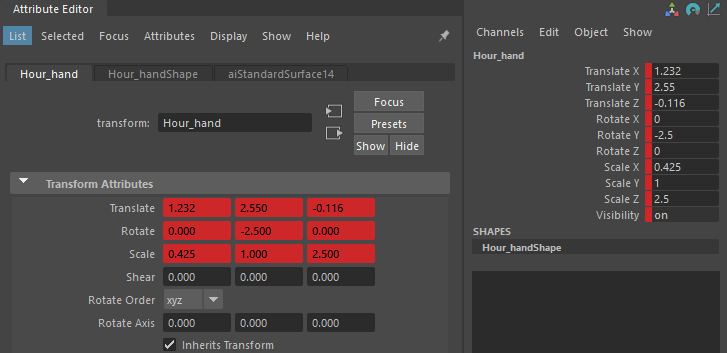 Attribute Editor
List Selected Focus Attributes Display Show Help
Hour_hand Hour_handShape aiStandardSurface14
transform: Hour_hand
Focus
Presets
Show Hide
Transform Attributes
Translate 1.232 2.550 -0.116
Rotate 0.000 -2.500 0.000
Scale 0.425 1.000 2.500
Shear 0.000 0.000 0.000
Rotate Order xyz
Rotate Axis 0.000 0.000 0.000
Inherits Transform
Channels Edit Object Show
Hour_hand
Translate X 1.232
Translate Y 2.55
Translate Z -0.116
Rotate X 0
Rotate Y -2.5
Rotate Z 0
Scale X 0.425
Scale Y 1
Scale Z 2.5
Visibility on
SHAPES
Hour_handShape